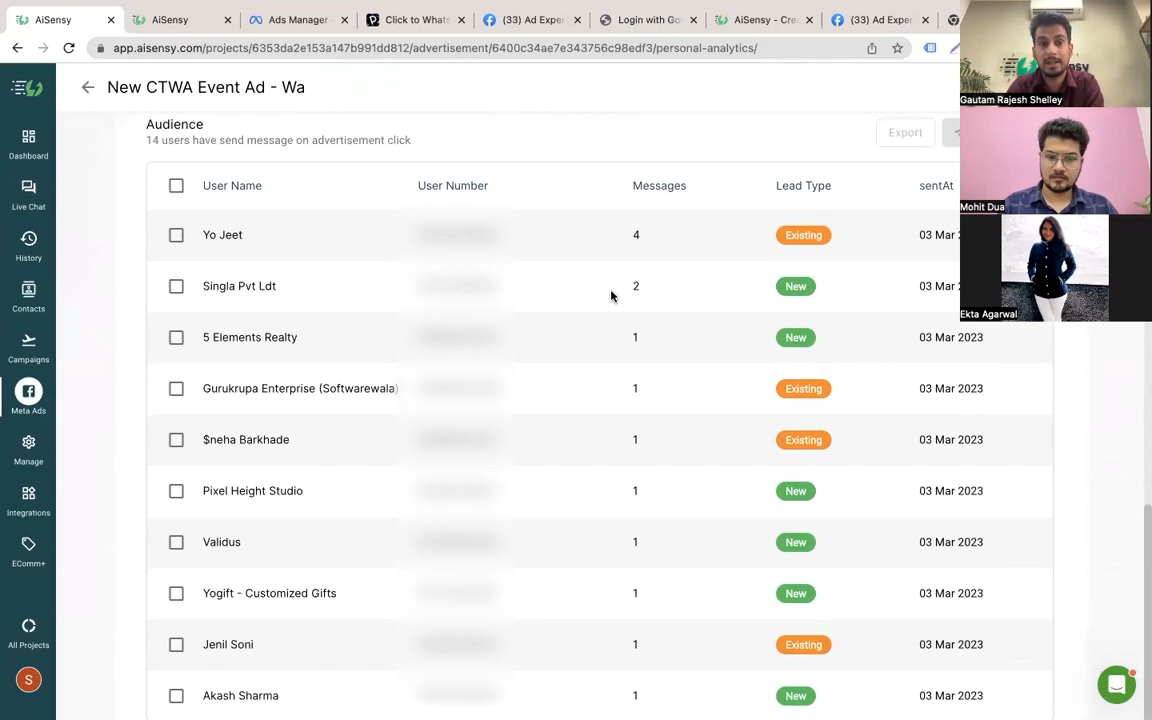 AiSensy
AiSensy
Ads Manager -
Click to Whats
(33) Ad Exper
Login with Go
AiSensy - Crea
(33) Ad Exper
app.aisensy.com/projects/6353da2e153a147b991dd812/advertisement/6400c34ae7e343756c98edf3/personal-analytics/
New CTWA Event Ad - Wa
Audience
14 users have send message on advertisement click
Export
User Name User Number Messages Lead Type sentAt
Yo Jeet 4 Existing 03 Mar
Singla Pvt Ldt 2 New 03 Mar
5 Elements Realty 1 New 03 Mar 2023
Gurukrupa Enterprise (Softwarewala) 1 Existing 03 Mar 2023
$neha Barkhade 1 Existing 03 Mar 2023
Pixel Height Studio 1 New 03 Mar 2023
Validus 1 New 03 Mar 2023
Yogift - Customized Gifts 1 New 03 Mar 2023
Jenil Soni 1 Existing 03 Mar 2023
Akash Sharma 1 New 03 Mar 2023
Dashboard
Live Chat
History
Contacts
Campaigns
Meta Ads
Manage
Integrations
EComm+
All Projects
S
Gautam Rajesh Shelley
Mohit Dua
Ekta Agarwal